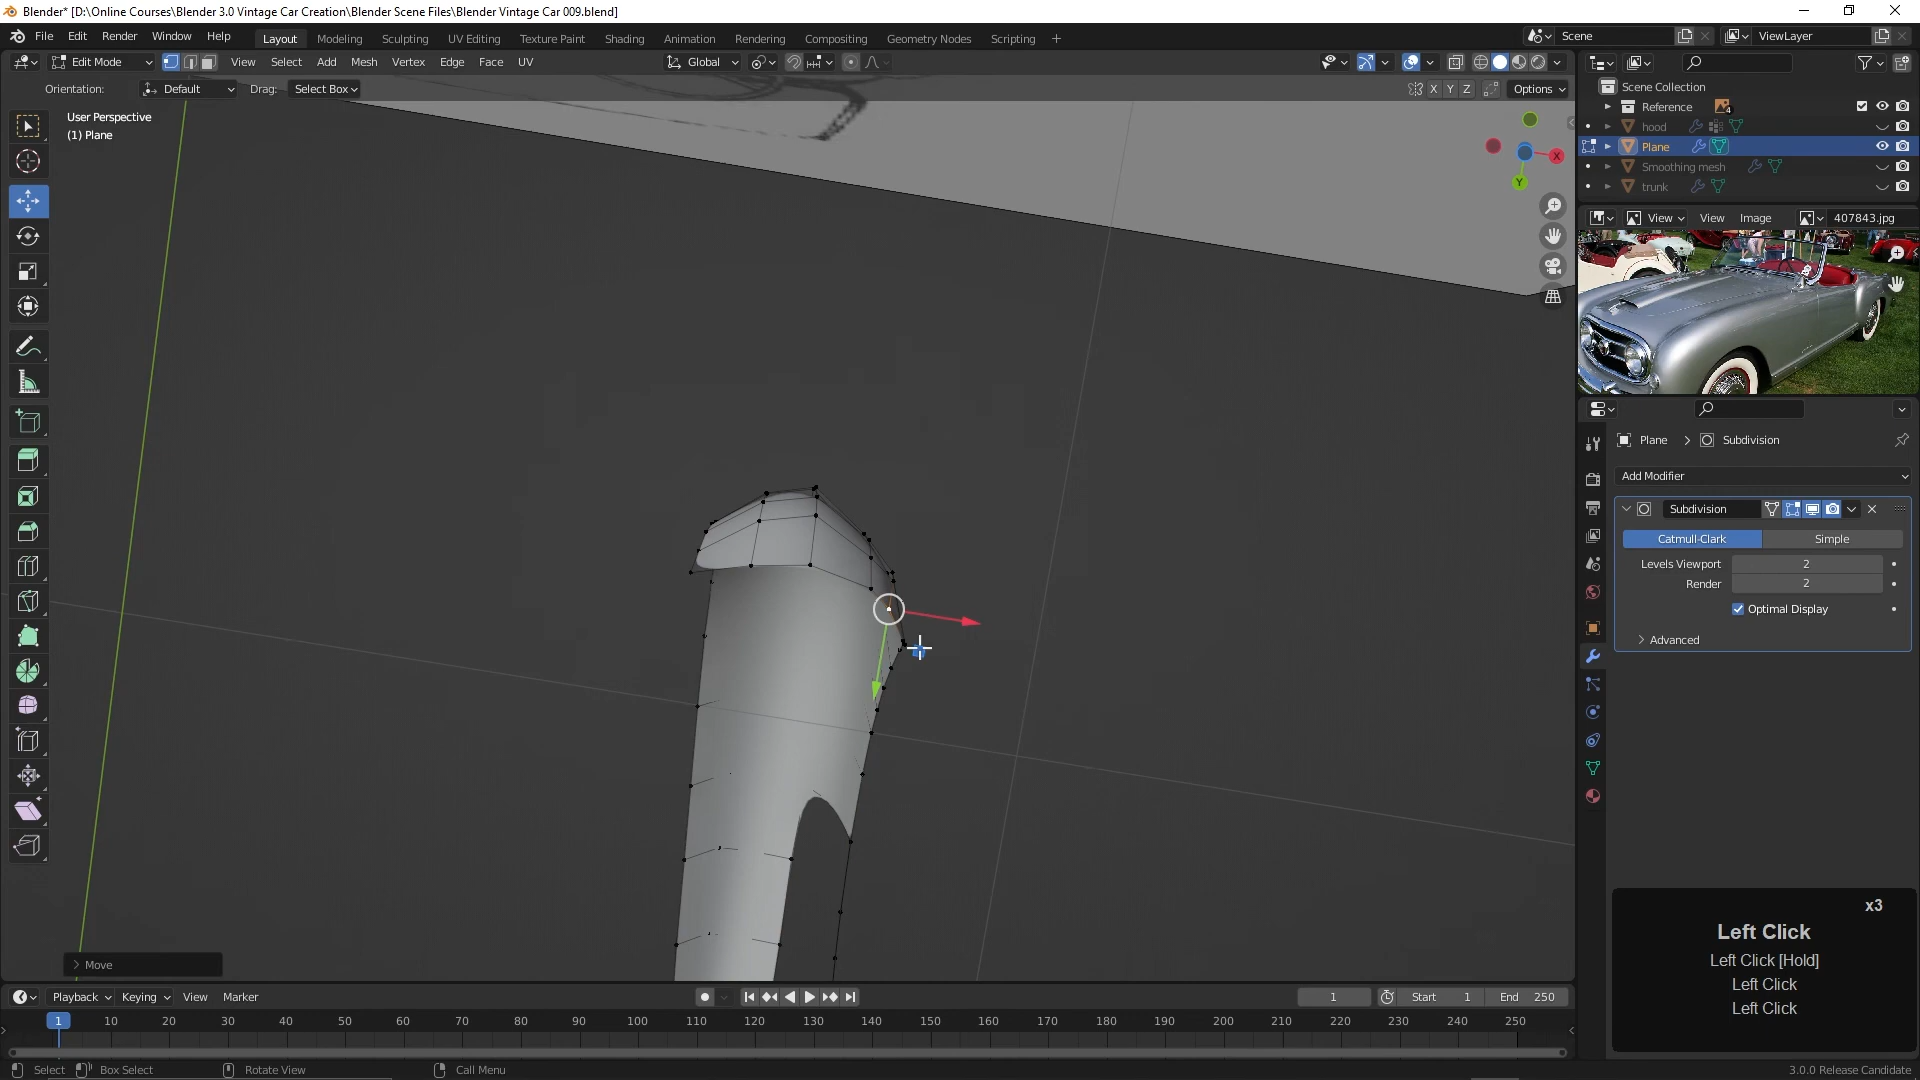 Blender* [D:\Online Courses\Blender 3.0 Vintage Car Creation\Blender Scene Files\Blender Vintage Car 009.blend]
File Edit Render Window Help Layout Modeling Sculpting UV Editing Texture Paint Shading Animation Rendering Compositing Geometry Nodes Scripting + Scene ViewLayer
Edit Mode View Select Add Mesh Vertex Edge Face UV Global
Orientation: Default Drag: Select Box X Y Z Options
User Perspective
(1) Plane
Scene Collection
Reference 4
hood
Plane
Smoothing mesh
trunk
X
Y
View View Image 407843.jpg
Plane > Subdivision
Add Modifier
Subdivision
Catmull-Clark Simple
Levels Viewport 2
Render 2
Optimal Display
Advanced
x3
Left Click
Left Click [Hold]
Left Click
Left Click
Move
Playback Keying View Marker 1 Start 1 End 250
1 10 20 30 40 50 60 70 80 90 100 110 120 130 140 150 160 170 180 190 200 210 220 230 240 250
Select Box Select Rotate View Call Menu 3.0.0 Release Candidate